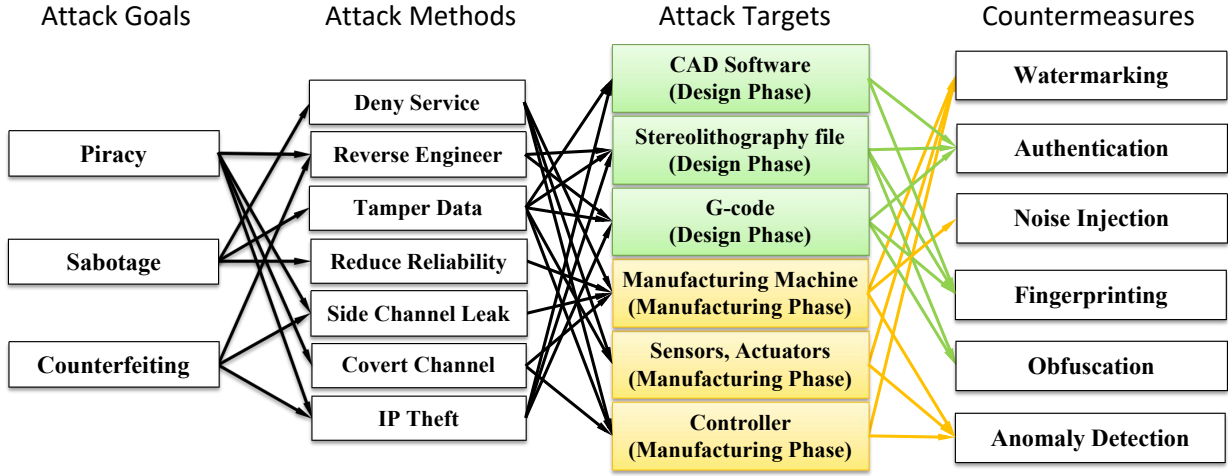 Attack Goals
Attack Methods
Attack Targets
Countermeasures
Piracy
Sabotage
Counterfeiting
Deny Service
Reverse Engineer
Tamper Data
Reduce Reliability
Side Channel Leak
Covert Channel
IP Theft
CAD Software
(Design Phase)
Stereolithography file
(Design Phase)
G-code
(Design Phase)
Manufacturing Machine
(Manufacturing Phase)
Sensors, Actuators
(Manufacturing Phase)
Controller
(Manufacturing Phase)
Watermarking
Authentication
Noise Injection
Fingerprinting
Obfuscation
Anomaly Detection